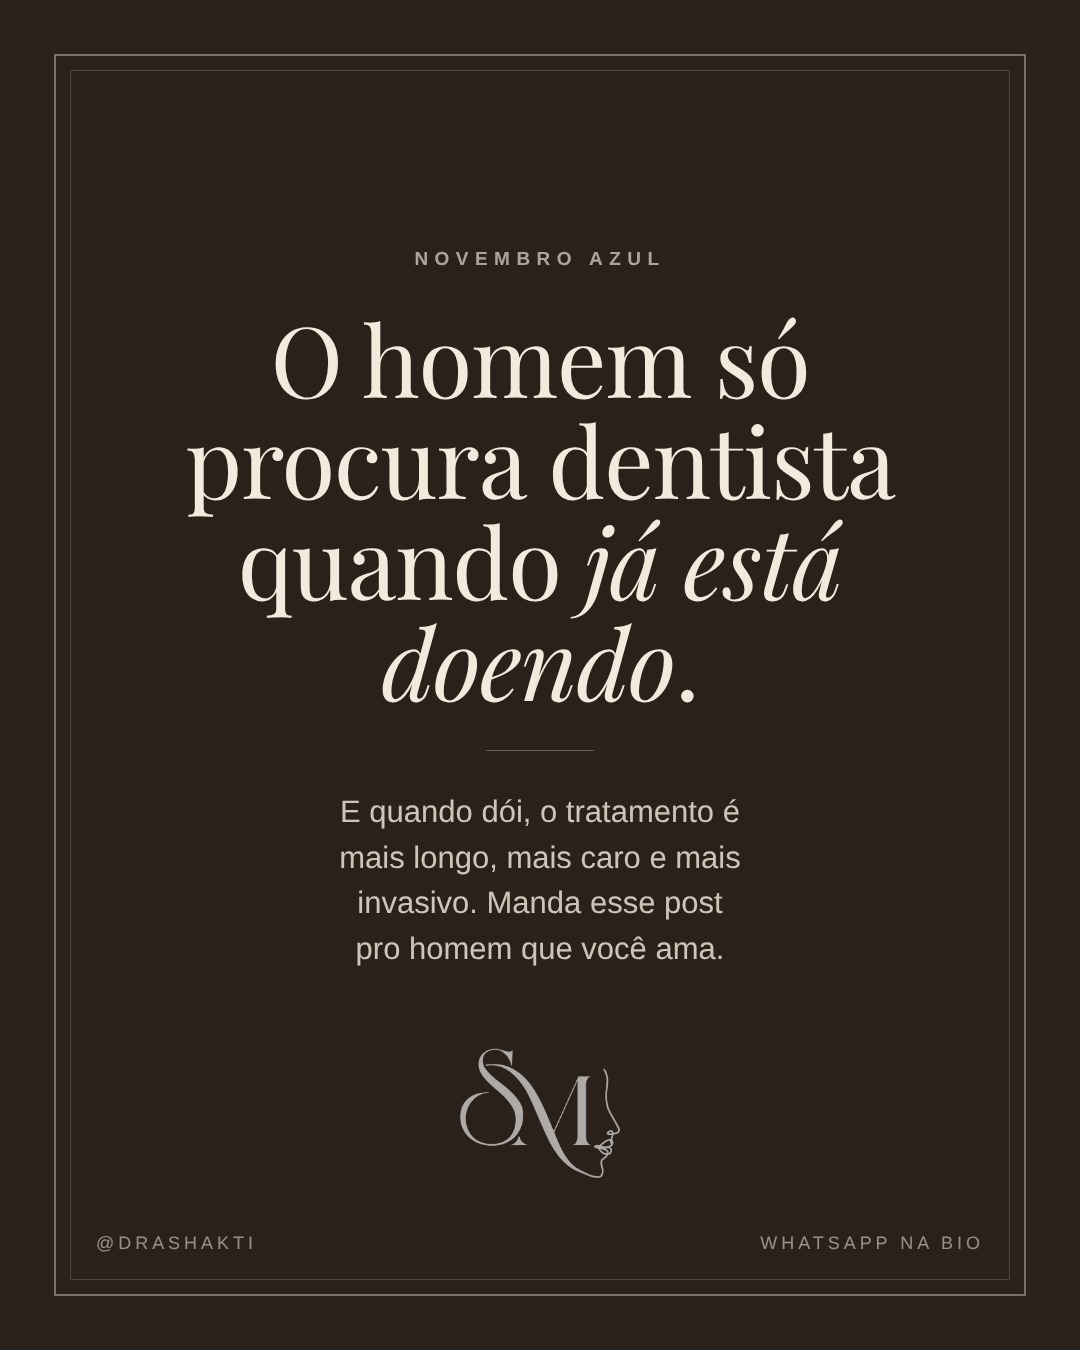 NOVEMBRO AZUL
O homem só
procura dentista
quando já está
doendo.
E quando dói, o tratamento é
mais longo, mais caro e mais
invasivo. Manda esse post
pro homem que você ama.
SM
@DRASHAKTI
WHATSAPP NA BIO